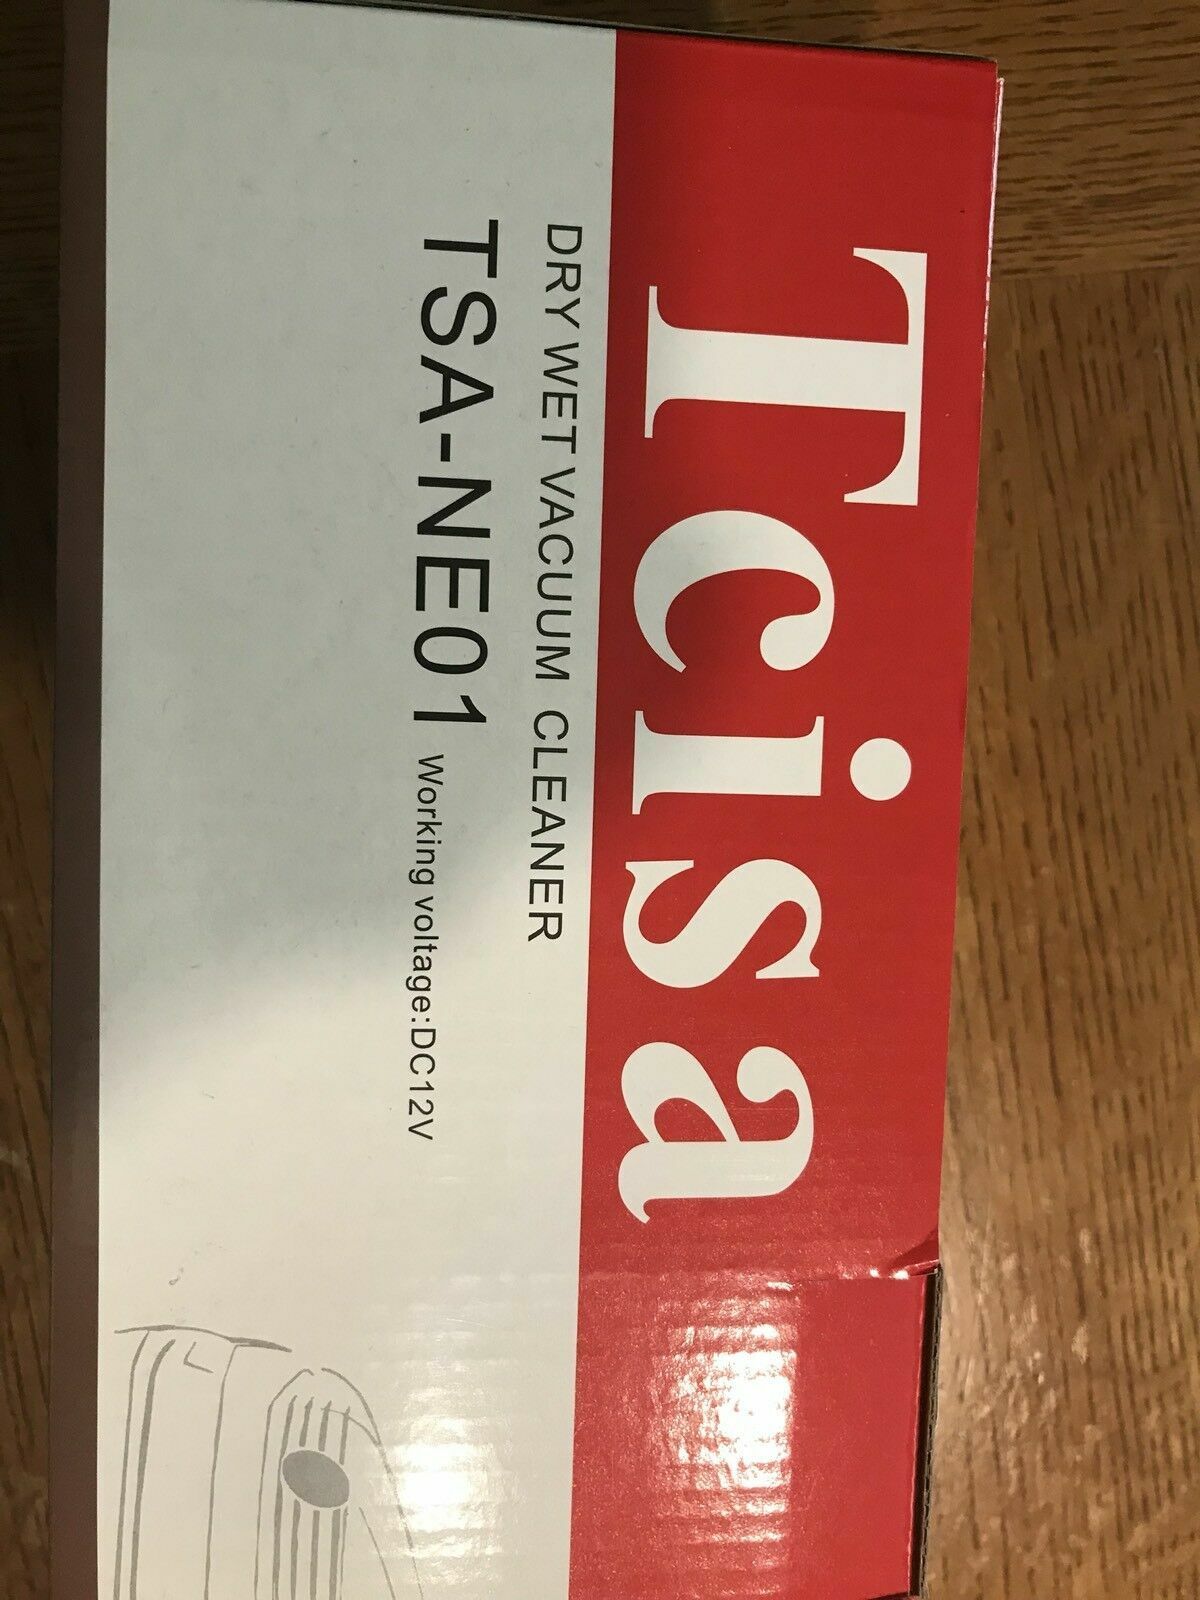 Tcisa
DRY WET VACUUM CLEANER
TSA-NE01 Working voltage:DC12V